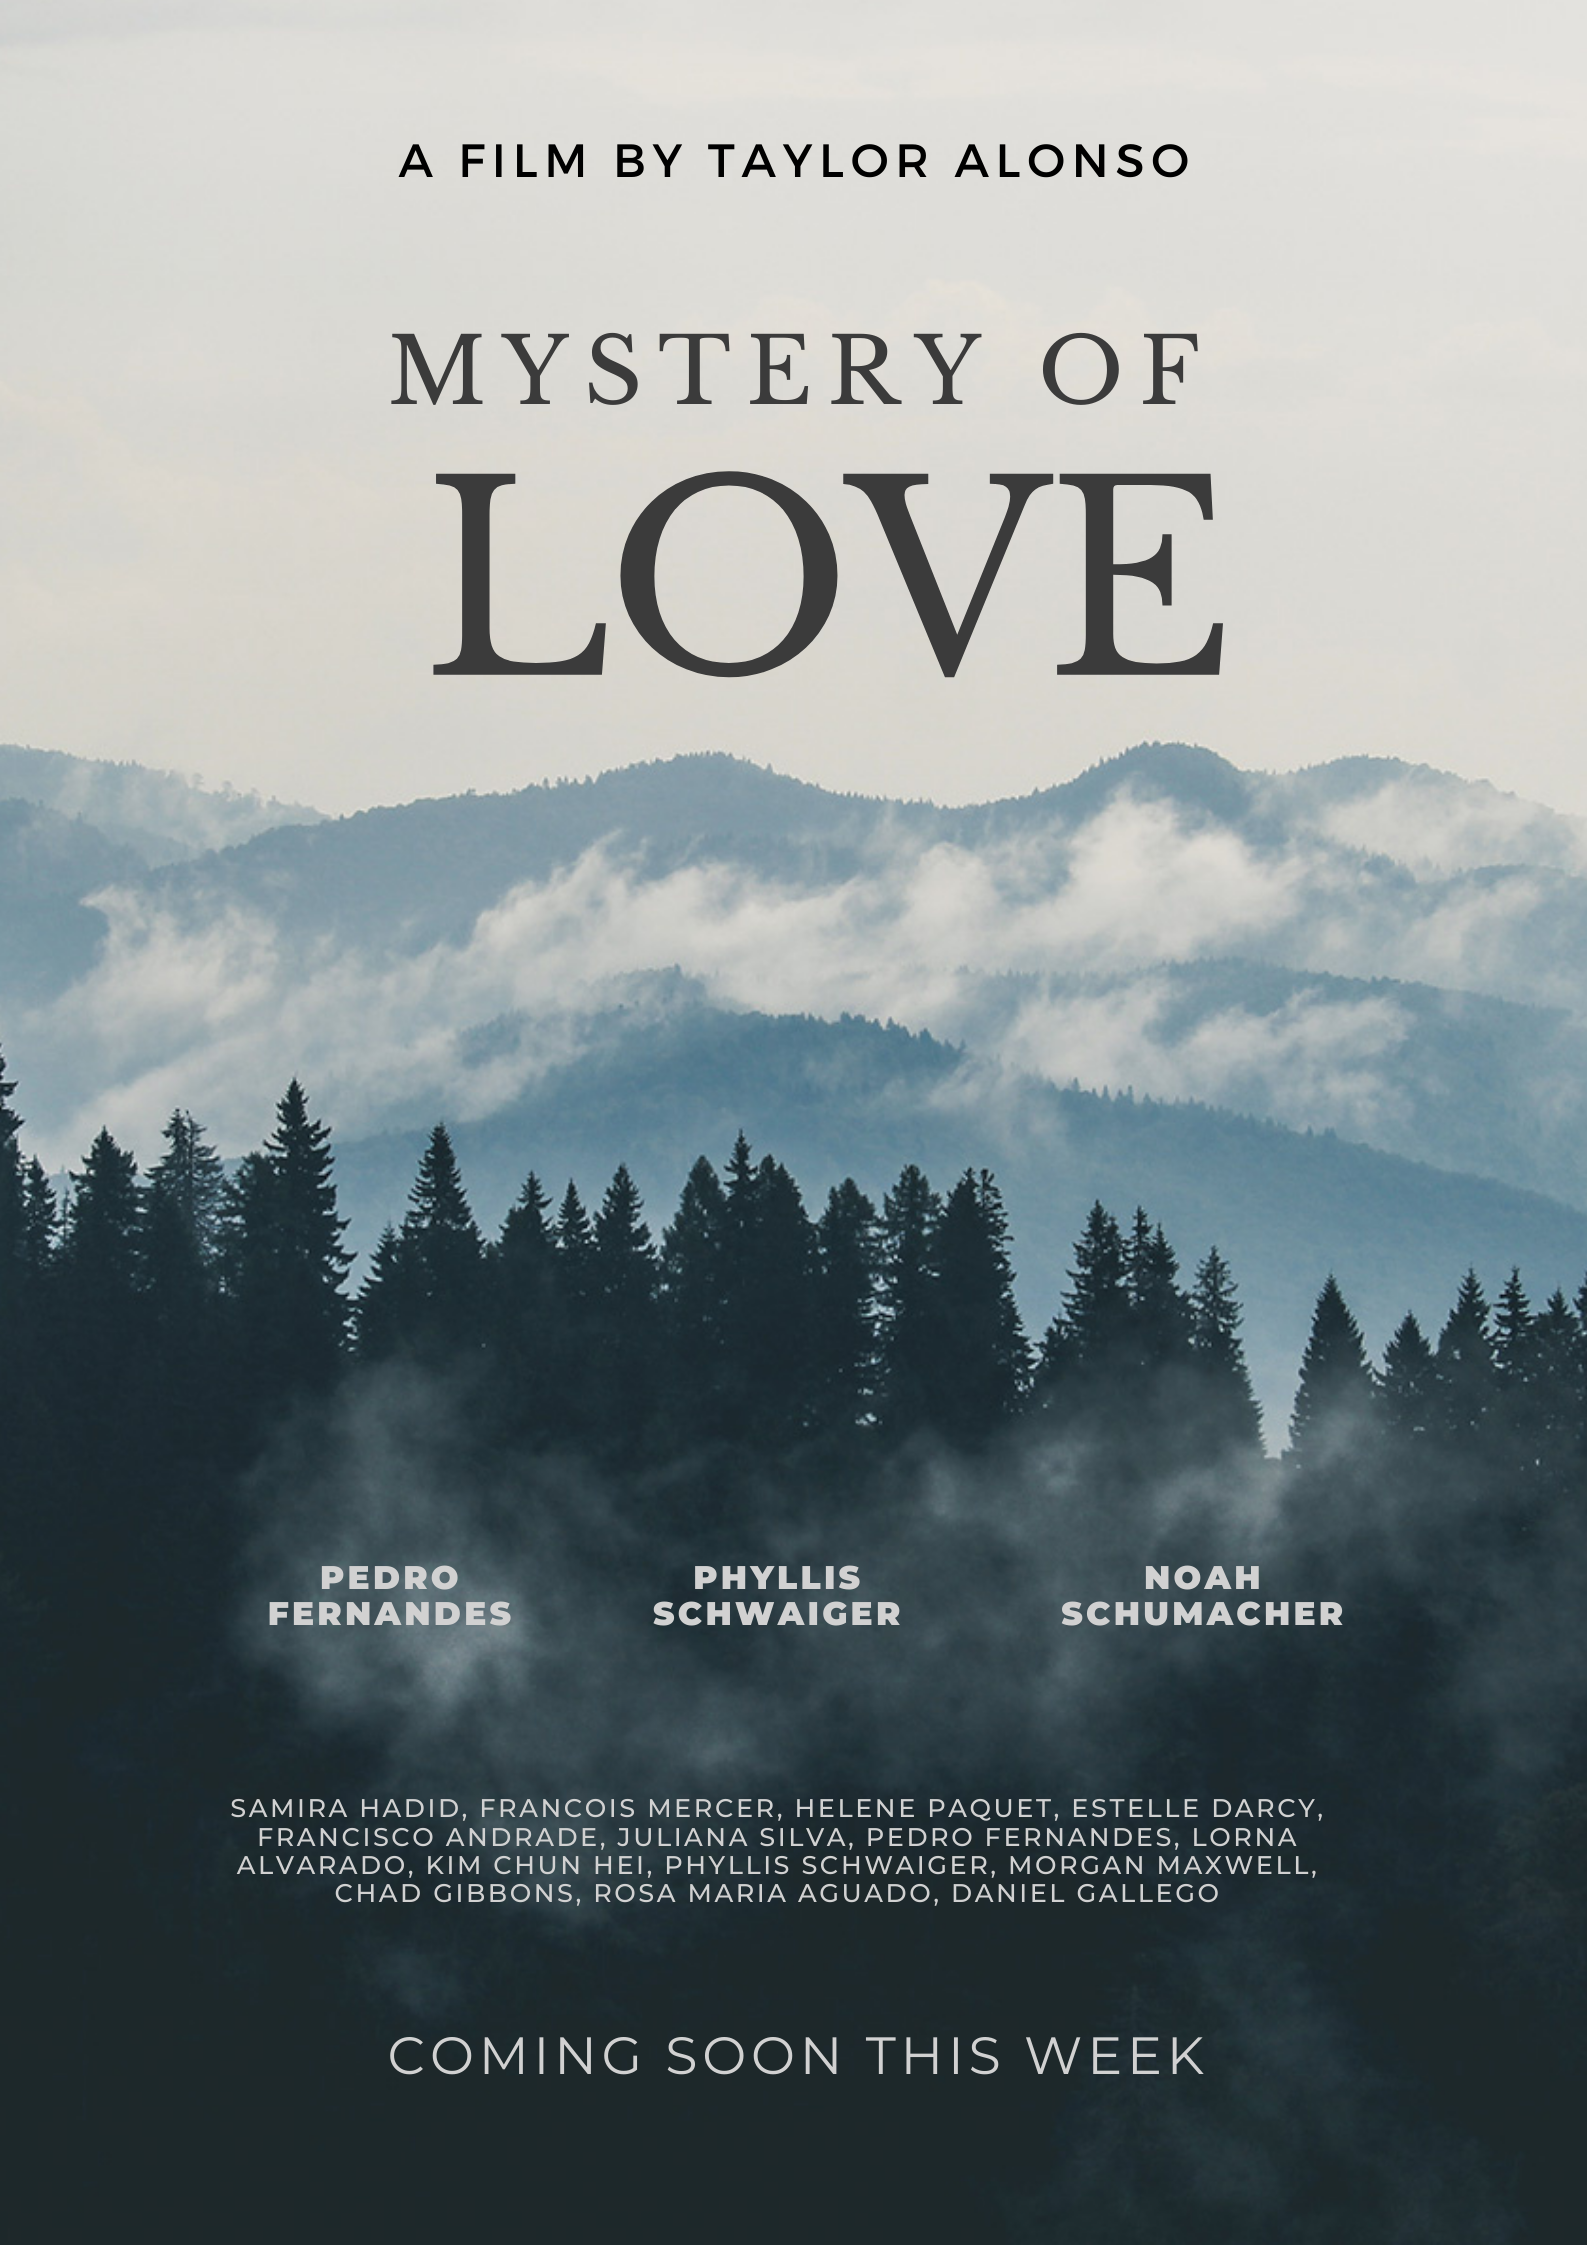 A FILM BY TAYLOR ALONSO
MYSTERY OF
LOVE
PEDRO
FERNANDES
PHYLLIS
SCHWAIGER
NOAH
SCHUMACHER
SAMIRA HADID, FRANCOIS MERCER, HELENE PAQUET, ESTELLE DARCY,
FRANCISCO ANDRADE, JULIANA SILVA, PEDRO FERNANDES, LORNA
ALVARADO, KIM CHUN HEI, PHYLLIS SCHWAIGER, MORGAN MAXWELL,
CHAD GIBBONS, ROSA MARIA AGUADO, DANIEL GALLEGO
COMING SOON THIS WEEK